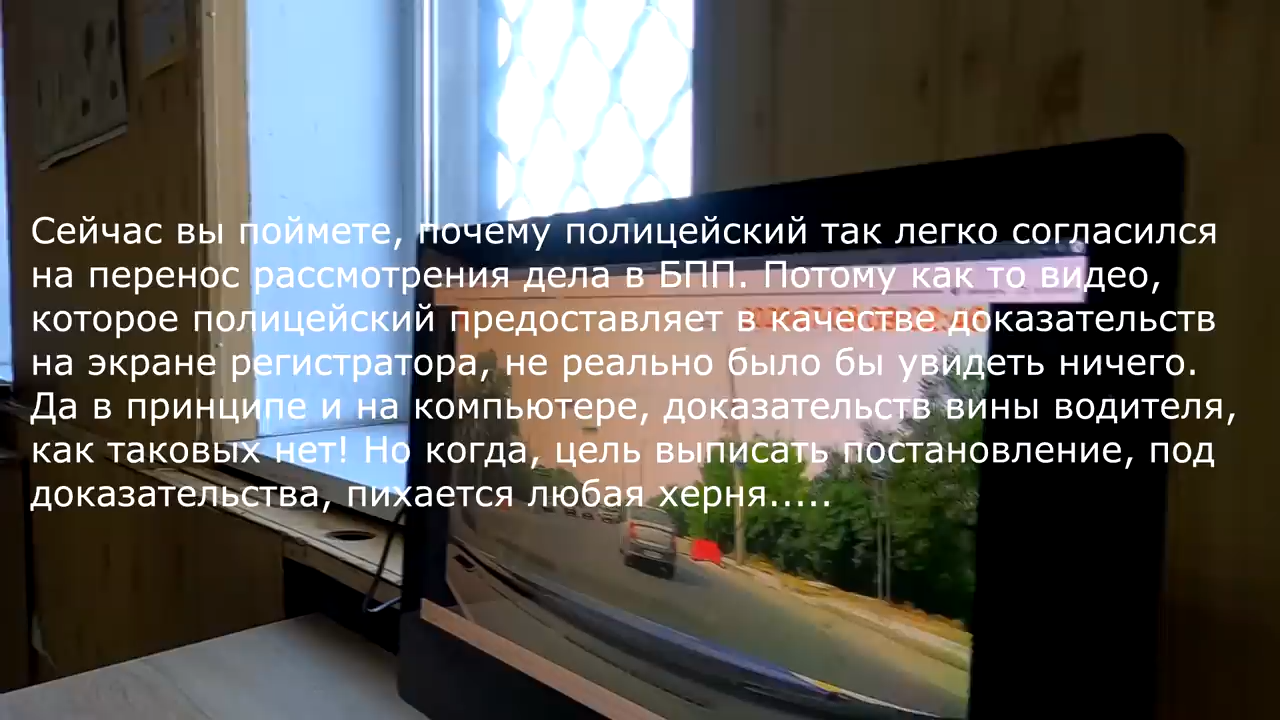 Сейчас вы поймете, почему полицейский так легко согласился
на перенос рассмотрения дела в БПП. Потому как то видео,
которое полицейский предоставляет в качестве доказательств
на экране регистратора, не реально было бы увидеть ничего.
Да в принципе и на компьютере, доказательств вины водителя,
как таковых нет! Но когда, цель выписать постановление, под
доказательства, пихается любая херня.....